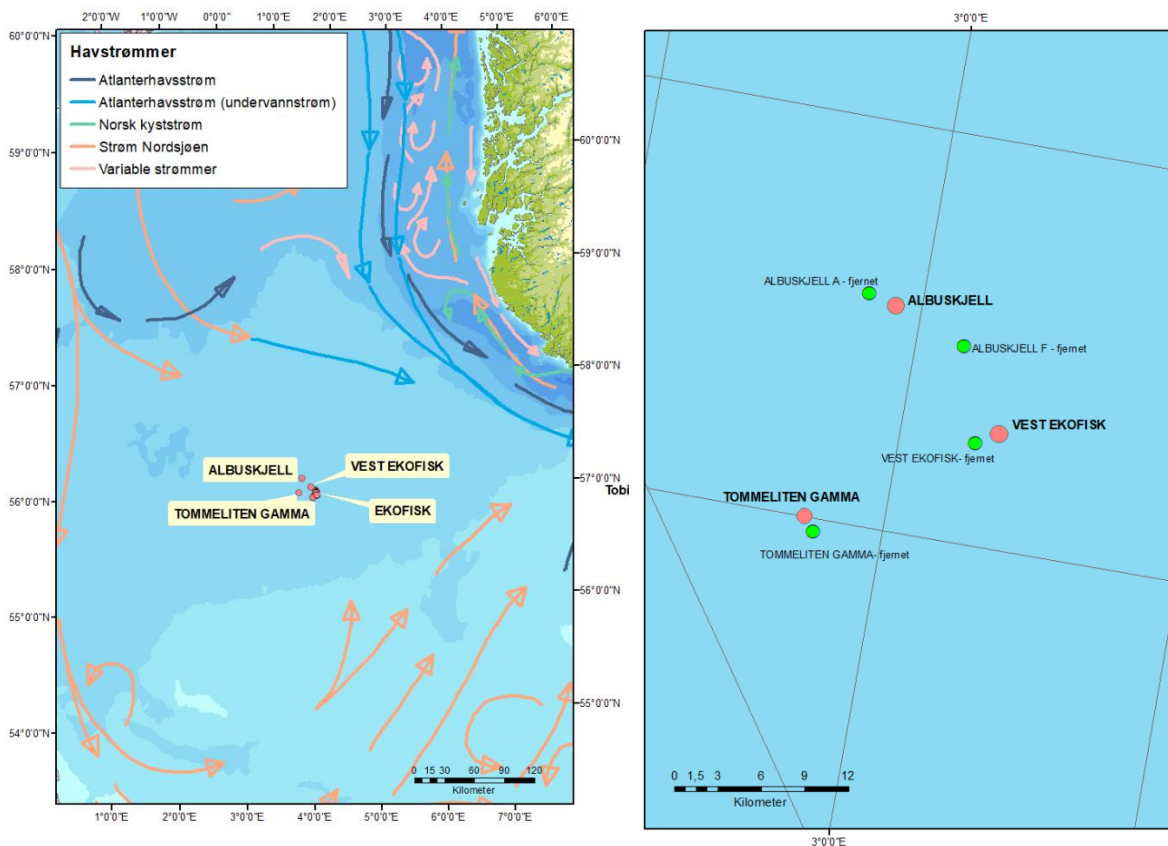 2°0'0"W 1°0'0"W 0°0'0" 1°0'0"E 2°0'0"E 3°0'0"E 4°0'0"E 5°0'0"E 6°0'0"E
60°0'0"N
59°0'0"N
58°0'0"N
57°0'0"N
56°0'0"N
55°0'0"N
54°0'0"N
Havstrømmer
Atlanterhavsstrøm
Atlanterhavsstrøm (undervannstrøm)
Norsk kyststrøm
Strøm Nordsjøen
Variable strømmer
ALBUSKJELL
VEST EKOFISK
TOMMELITEN GAMMA
EKOFISK
60°0'0"N
59°0'0"N
58°0'0"N
57°0'0"N
Tobi
56°0'0"N
55°0'0"N
0 15 30 60 90 120
Kilometer
1°0'0"E 2°0'0"E 3°0'0"E 4°0'0"E 5°0'0"E 6°0'0"E 7°0'0"E
3°0'0"E
ALBUSKJELL A - fjernet
ALBUSKJELL
ALBUSKJELL F - fjernet
VEST EKOFISK
VEST EKOFISK- fjernet
TOMMELITEN GAMMA
TOMMELITEN GAMMA- fjernet
0 1,5 3 6 9 12
Kilometer
3°0'0"E